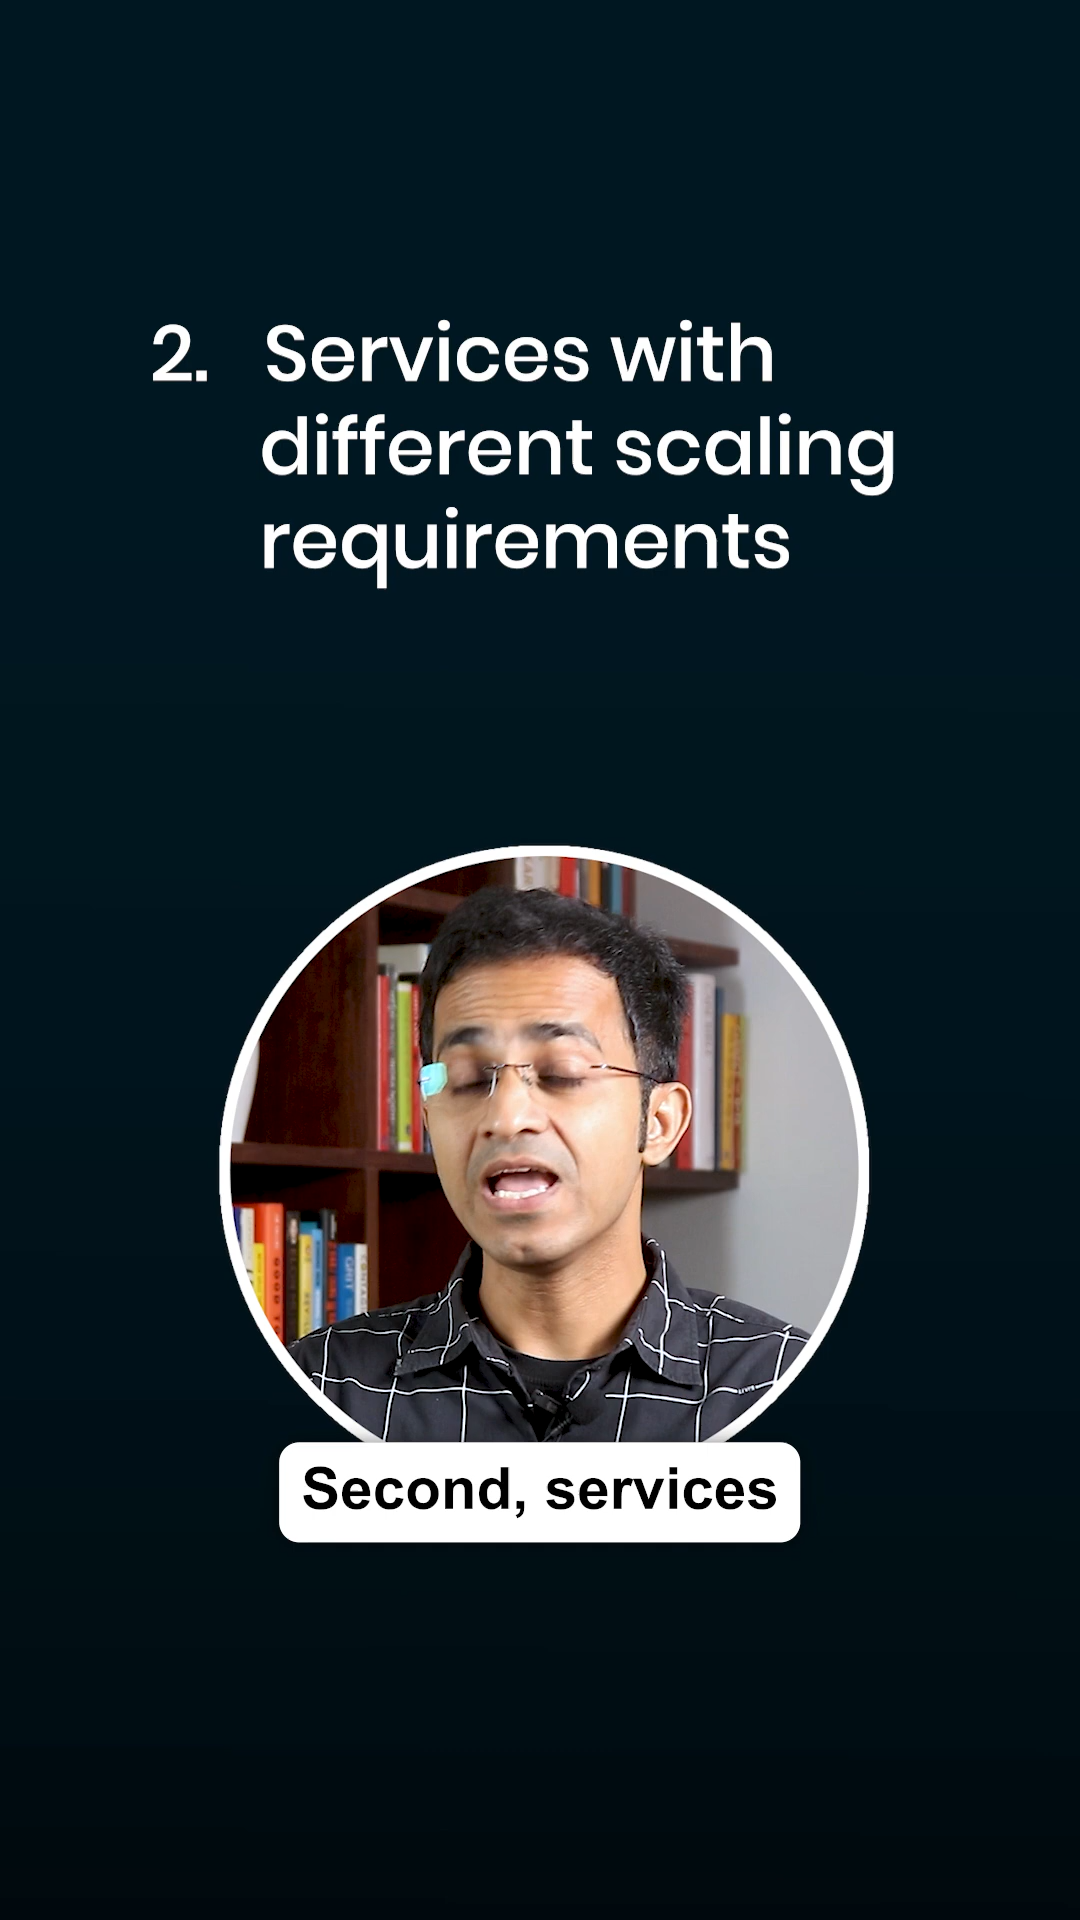 2. Services with
different scaling
requirements
Second, services